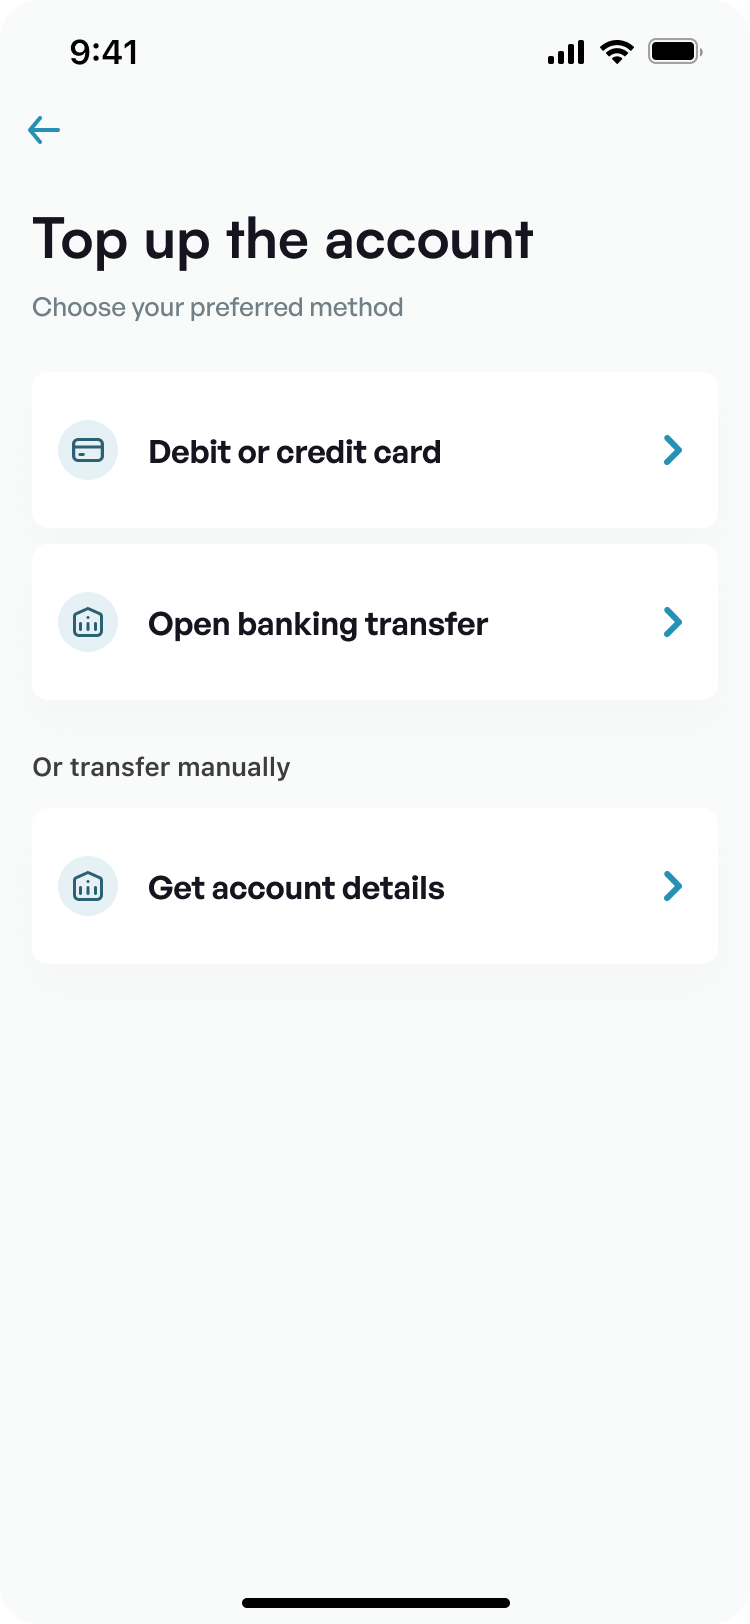 9:41
Top up the account
Choose your preferred method
Debit or credit card
Open banking transfer
Or transfer manually
Get account details